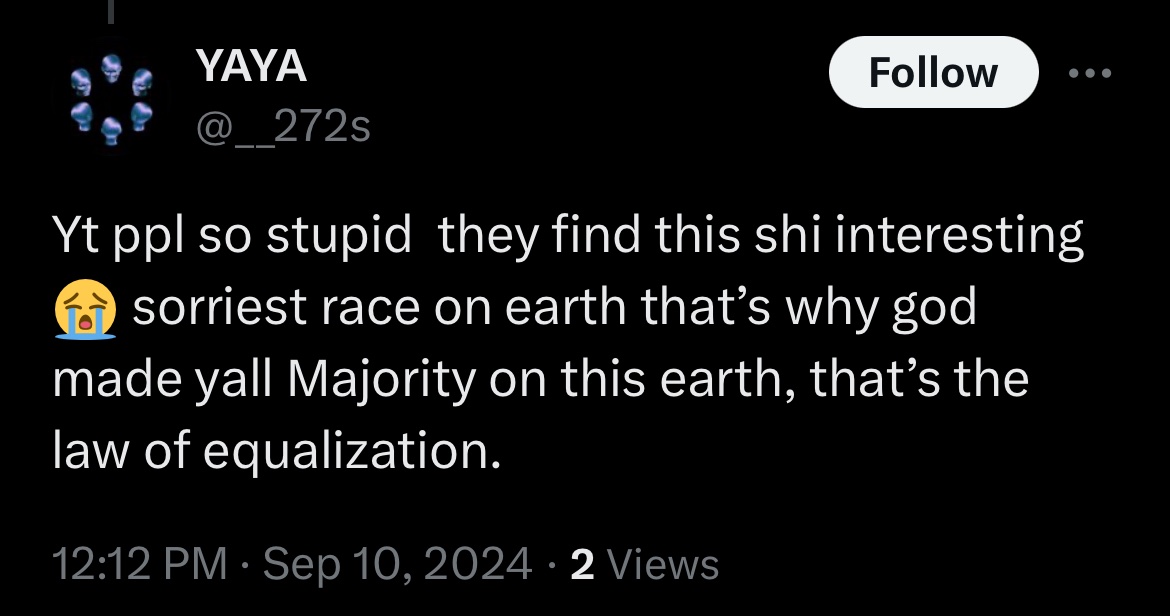 YAYA
Follow
@__272s
Yt ppl so stupid  they find this shi interesting
😭 sorriest race on earth that’s why god
made yall Majority on this earth, that’s the
law of equalization.
12:12 PM · Sep 10, 2024 · 2 Views